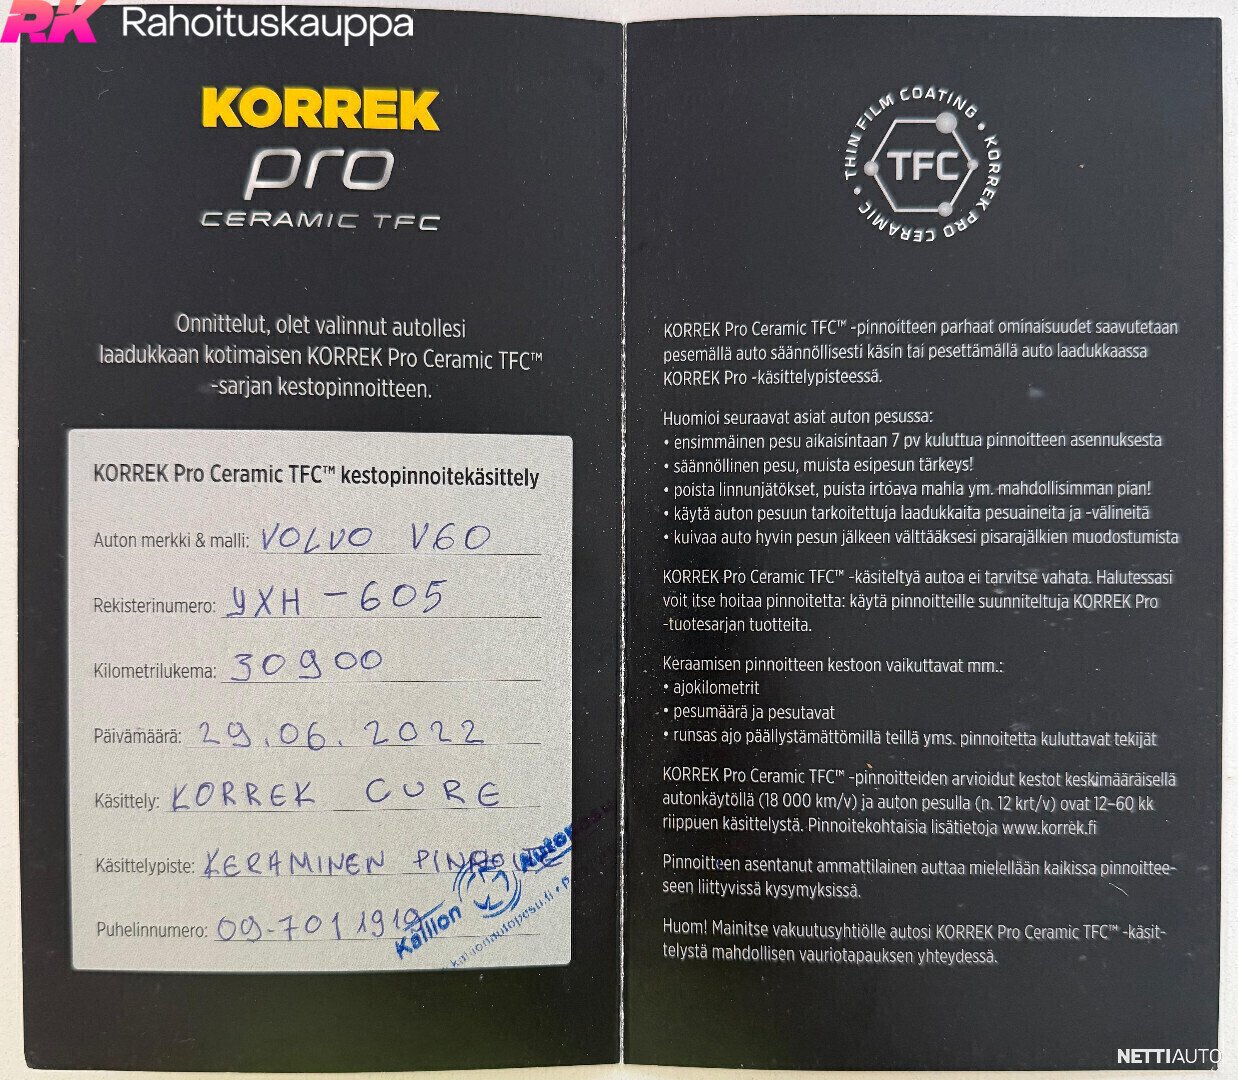 RK Rahoituskauppa
KORREK
pro
CERAMIC TFC
Onnittelut, olet valinnut autollesi
laadukkaan kotimaisen KORREK Pro Ceramic TFC™
-sarjan kestopinnoitteen.
KORREK Pro Ceramic TFC™ kestopinnoitekäsittely
Auton merkki & malli: VOLVO V60
Rekisterinumero: YXH-605
Kilometrilukema: 30900
Päivämäärä: 29.06.2022
Käsittely: KORREK CURE
Käsittelypiste: KERAMINEN PINNOITE
Puhelinnumero: 09-7011919
Kallion
THIN FILM COATING • KORREK PRO CERAMIC •
TFC
KORREK Pro Ceramic TFC™ -pinnoitteen parhaat ominaisuudet saavutetaan
pesemällä auto säännöllisesti käsin tai pesettämällä auto laadukkaassa
KORREK Pro -käsittelypisteessä.
Huomioi seuraavat asiat auton pesussa:
• ensimmäinen pesu aikaisintaan 7 pv kuluttua pinnoitteen asennuksesta
• säännöllinen pesu, muista esipesun tärkeys!
• poista linnunjätökset, puista irtoava mahla ym. mahdollisimman pian!
• käytä auton pesuun tarkoitettuja laadukkaita pesuaineita ja -välineitä
• kuivaa auto hyvin pesun jälkeen välttääksesi pisarajälkien muodostumista
KORREK Pro Ceramic TFC™ -käsiteltyä autoa ei tarvitse vahata. Halutessasi
voit itse hoitaa pinnoitetta: käytä pinnoitteille suunniteltuja KORREK Pro
-tuotesarjan tuotteita.
Keraamisen pinnoitteen kestoon vaikuttavat mm.:
• ajokilometrit
• pesumäärä ja pesutavat
• runsas ajo päällystämättömillä teillä yms. pinnoitetta kuluttavat tekijät
KORREK Pro Ceramic TFC™ -pinnoitteiden arvioidut kestot keskimääräisellä
autonkäytöllä (18 000 km/v) ja auton pesulla (n. 12 krt/v) ovat 12-60 kk
riippuen käsittelystä. Pinnoitekohtaisia lisätietoja www.korrek.fi
Pinnoitteen asentanut ammattilainen auttaa mielellään kaikissa pinnoittee-
seen liittyvissä kysymyksissä.
Huom! Mainitse vakuutusyhtiölle autosi KORREK Pro Ceramic TFC™ -käsit-
telystä mahdollisen vauriotapauksen yhteydessä.
NETTIAUTO